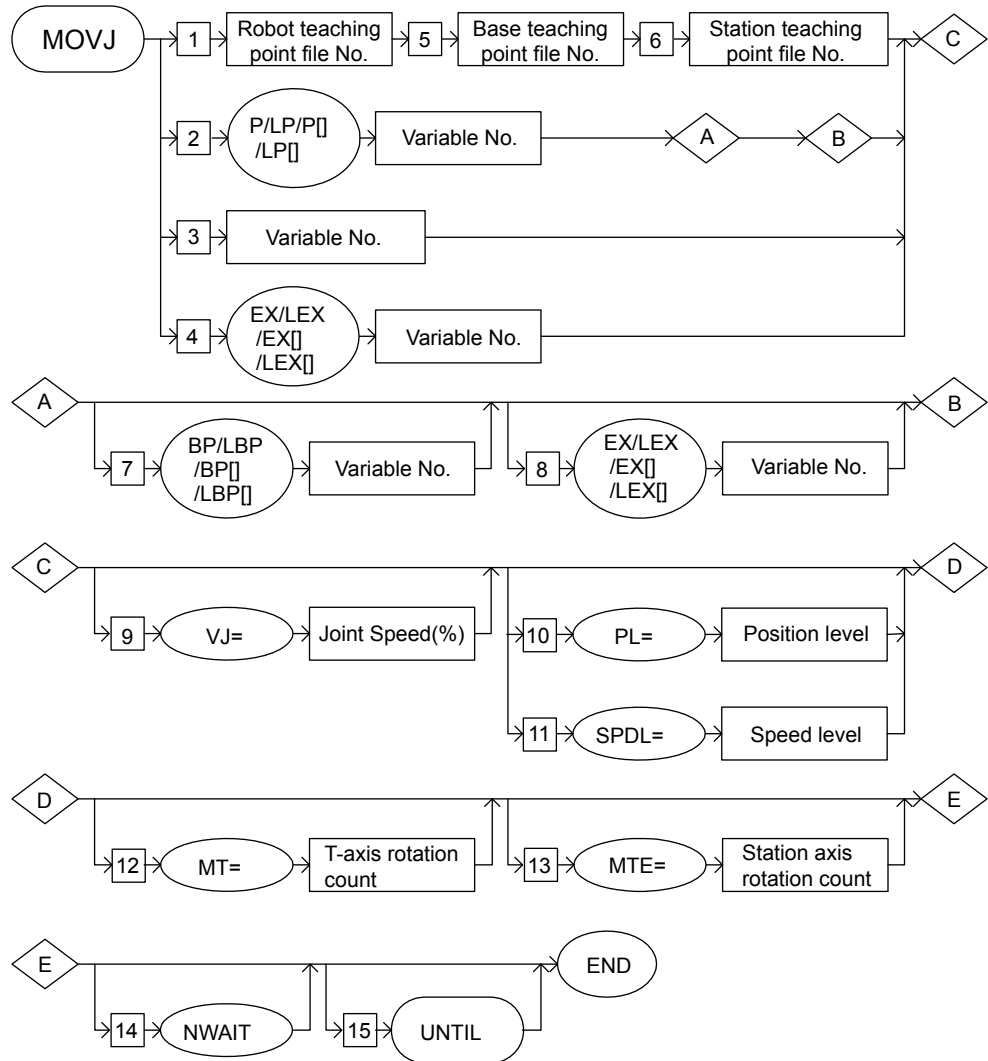 MOVJ
1
Robot teaching
point file No.
5
Base teaching
point file No.
6
Station teaching
point file No.
C
2
P/LP/P[]
/LP[]
Variable No.
A
B
3
Variable No.
4
EX/LEX
/EX[]
/LEX[]
Variable No.
A
B
7
BP/LBP
/BP[]
/LBP[]
Variable No.
8
EX/LEX
/EX[]
/LEX[]
Variable No.
C
D
9
VJ=
Joint Speed(%)
10
PL=
Position level
11
SPDL=
Speed level
D
E
12
MT=
T-axis rotation
count
13
MTE=
Station axis
rotation count
E
END
14
NWAIT
15
UNTIL